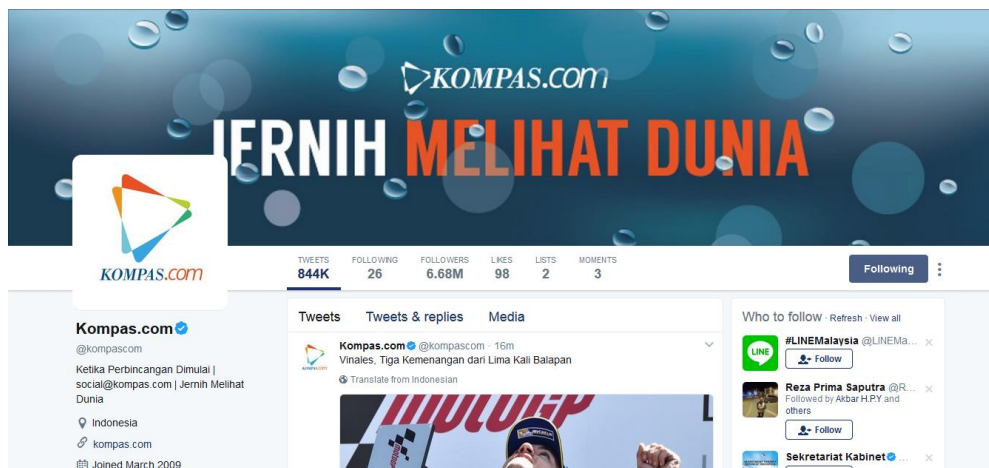 KOMPAS.com
JERNIH MELIHAT DUNIA
KOMPAS.com
TWEETS
844K
FOLLOWING
26
FOLLOWERS
6.68M
LIKES
98
LISTS
2
MOMENTS
3
Following
Kompas.com
@kompascom
Ketika Perbincangan Dimulai |
social@kompas.com | Jernih Melihat
Dunia
Indonesia
kompas.com
Joined March 2009
Tweets Tweets & replies Media
Kompas.com @kompascom · 16m
Vinales, Tiga Kemenangan dari Lima Kali Balapan
Translate from Indonesian
MOTOGP
Who to follow · Refresh · View all
LINE
#LINEMalaysia @LINEMa...
Follow
Reza Prima Saputra @R...
Followed by Akbar H.P.Y and
others
Follow
Sekretariat Kabinet ...